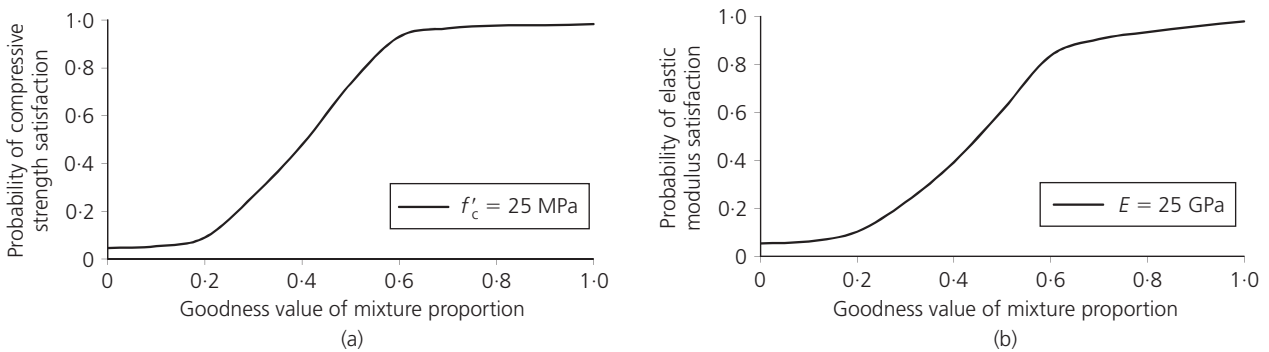 Probability of compressive
strength satisfaction
1·0
0·8
0·6
0·4
0·2
0
0 0·2 0·4 0·6 0·8 1·0
f′c = 25 MPa
Goodness value of mixture proportion
(a)
Probability of elastic
modulus satisfaction
1·0
0·8
0·6
0·4
0·2
0
0 0·2 0·4 0·6 0·8 1·0
E = 25 GPa
Goodness value of mixture proportion
(b)